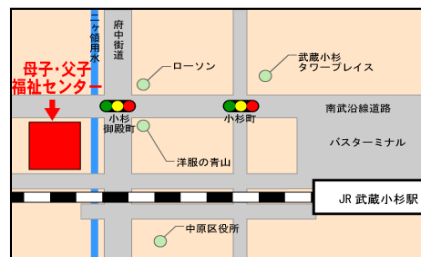 二ヶ領用水
府中街道
母子・父子
福祉センター
ローソン
武蔵小杉
タワープレイス
小杉
御殿町
小杉町
南武沿線道路
バスターミナル
洋服の青山
JR 武蔵小杉駅
中原区役所